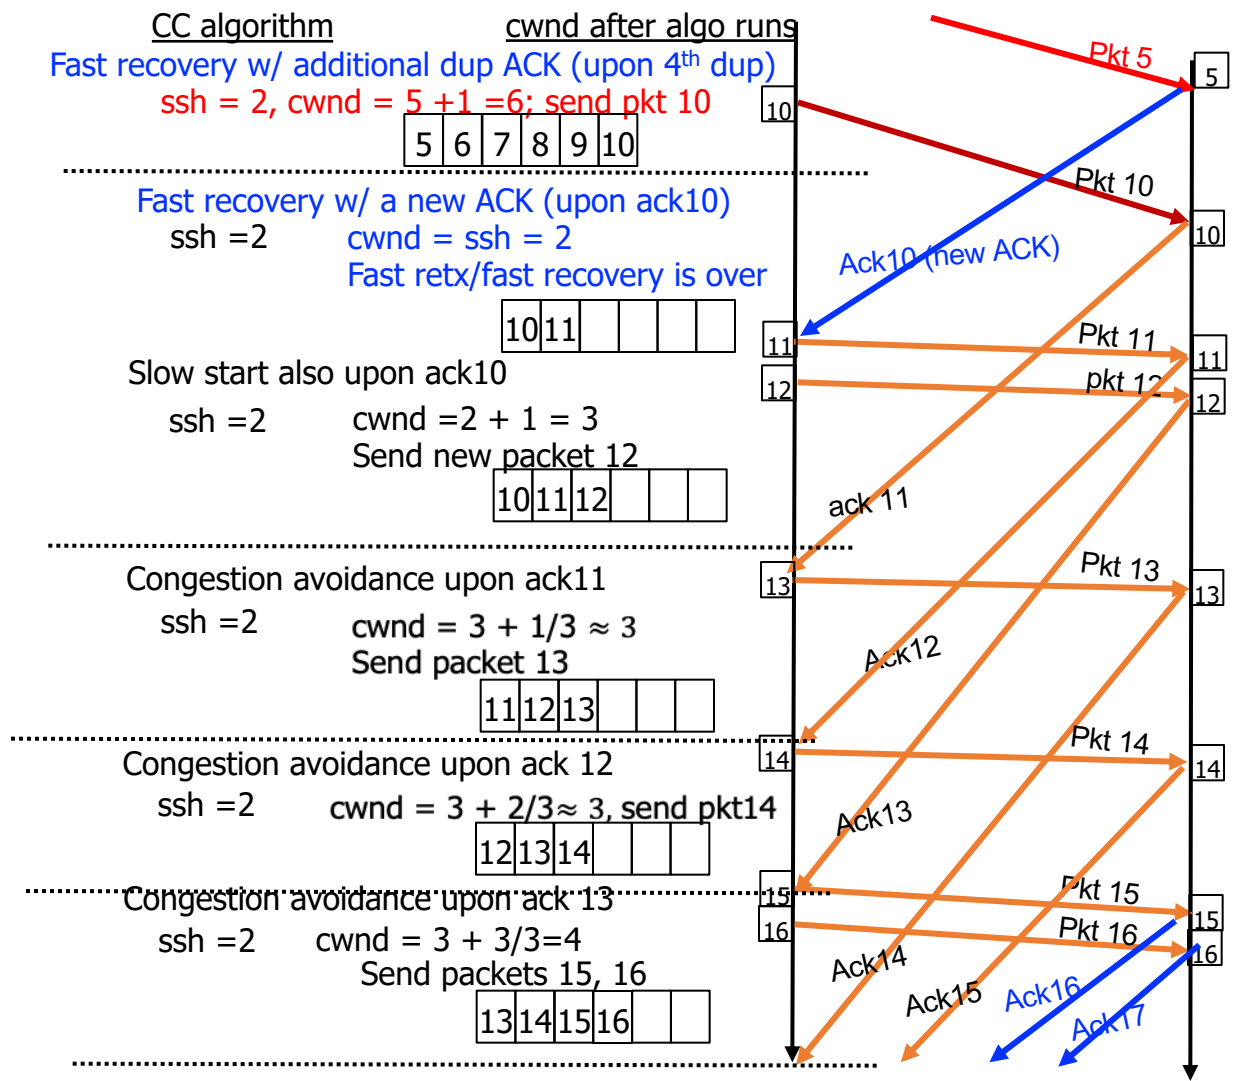 CC algorithm cwnd after algo runs
Fast recovery w/ additional dup ACK (upon 4th dup)
ssh = 2, cwnd = 5 +1 =6; send pkt 10
5 6 7 8 9 10
Fast recovery w/ a new ACK (upon ack10)
ssh =2 cwnd = ssh = 2
Fast retx/fast recovery is over
10 11
Slow start also upon ack10
ssh =2 cwnd =2 + 1 = 3
Send new packet 12
10 11 12
Congestion avoidance upon ack11
ssh =2 cwnd = 3 + 1/3 ≈ 3
Send packet 13
11 12 13
Congestion avoidance upon ack 12
ssh =2 cwnd = 3 + 2/3≈ 3, send pkt14
12 13 14
Congestion avoidance upon ack 13
ssh =2 cwnd = 3 + 3/3=4
Send packets 15, 16
13 14 15 16
Pkt 5
5
10
Pkt 10
10
Ack10 (new ACK)
11
Pkt 11
11
12
pkt 12
12
ack 11
13
Pkt 13
13
Ack12
14
Pkt 14
14
Ack13
15
Pkt 15
15
16
Pkt 16
16
Ack14
Ack15
Ack16
Ack17